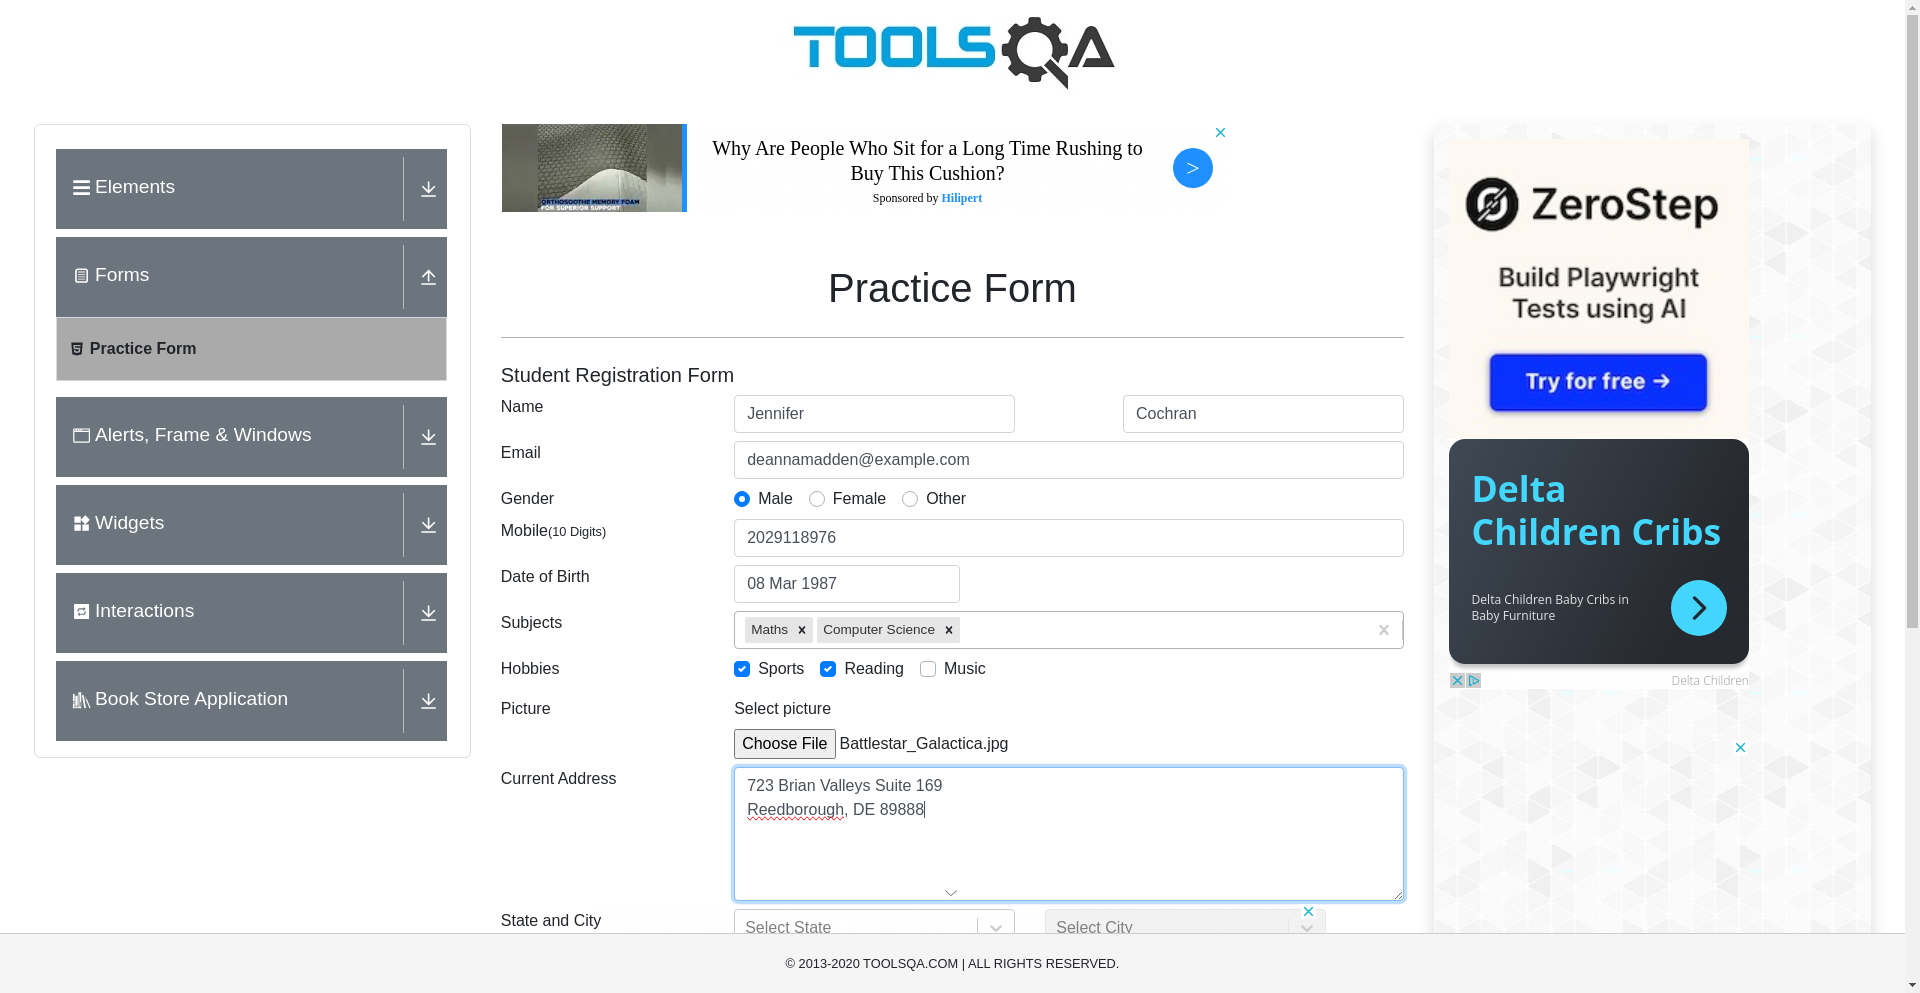 TOOLSQA
Elements
Forms
Practice Form
Alerts, Frame & Windows
Widgets
Interactions
Book Store Application
ORTHOSOOTHE MEMORY FOAM
FOR SUPERIOR SUPPORT
Why Are People Who Sit for a Long Time Rushing to
Buy This Cushion?
Sponsored by Hilipert
>
Practice Form
Student Registration Form
Name
Jennifer
Cochran
Email
deannamadden@example.com
Gender
Male
Female
Other
Mobile(10 Digits)
2029118976
Date of Birth
08 Mar 1987
Subjects
Maths
Computer Science
Hobbies
Sports
Reading
Music
Picture
Select picture
Choose File Battlestar_Galactica.jpg
Current Address
723 Brian Valleys Suite 169
Reedborough, DE 89888
State and City
Select State
Select City
ZeroStep
Build Playwright
Tests using AI
Try for free →
Delta
Children Cribs
Delta Children Baby Cribs in
Baby Furniture
Delta Children
© 2013-2020 TOOLSQA.COM | ALL RIGHTS RESERVED.